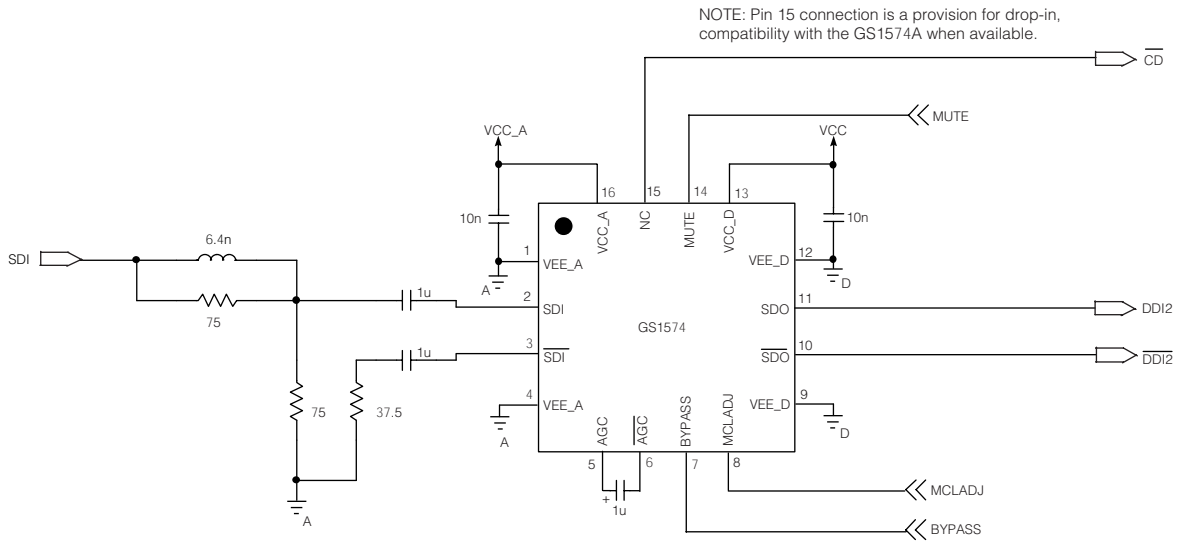 NOTE: Pin 15 connection is a provision for drop-in,
compatibility with the GS1574A when available.
CD
MUTE
VCC_A
VCC
16
15
14
13
10n
10n
VCC_A
NC
MUTE
VCC_D
6.4n
SDI
1
VEE_A
12
VEE_D
A
D
75
1u
2
SDI
11
SDO
DDI2
GS1574
1u
3
SDI
10
SDO
DDI2
75
37.5
4
VEE_A
9
VEE_D
A
D
AGC
AGC
BYPASS
MCLADJ
5
6
7
8
+
1u
MCLADJ
A
BYPASS